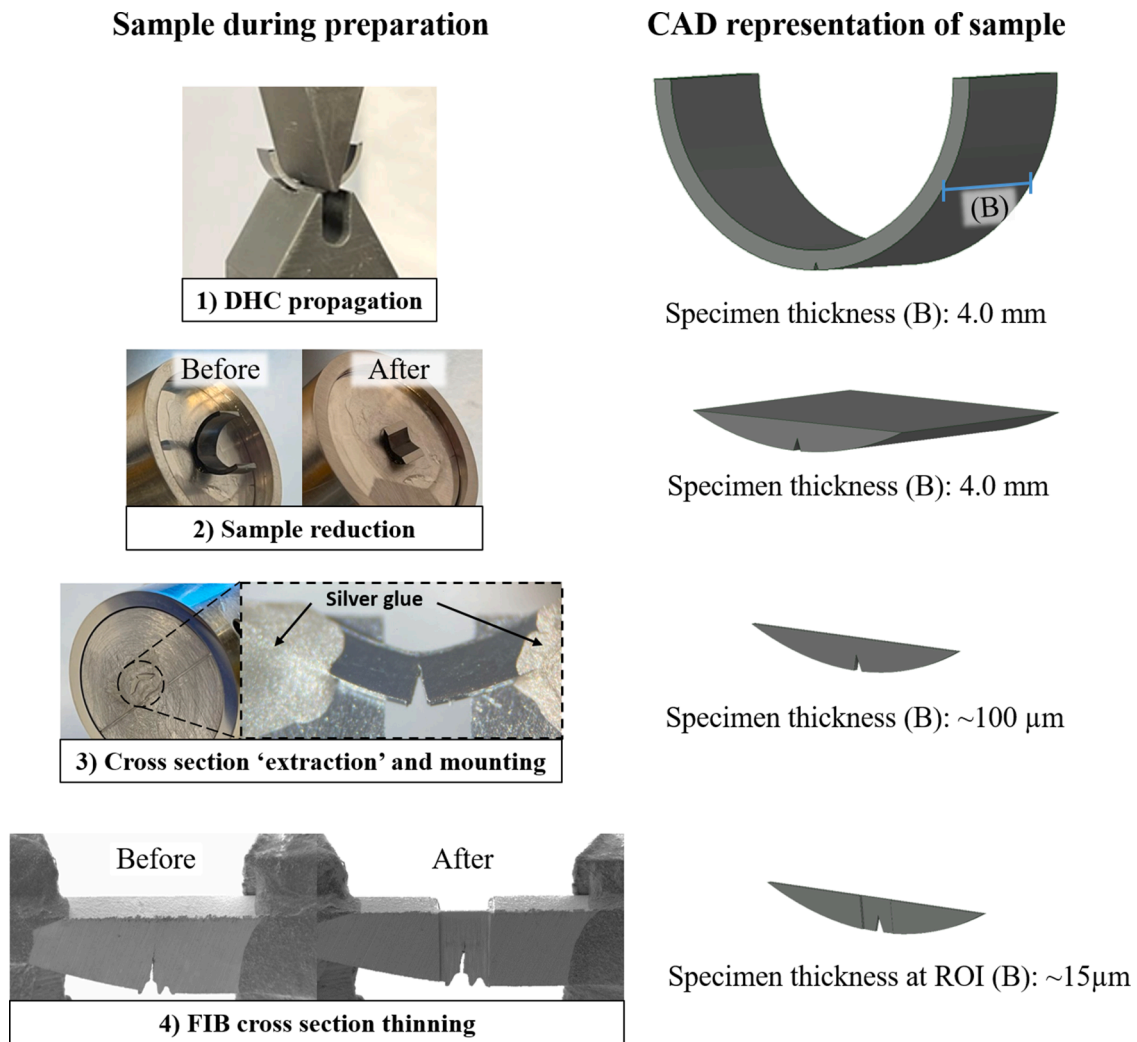 Sample during preparation
CAD representation of sample
(B)
1) DHC propagation
Specimen thickness (B): 4.0 mm
Before
After
2) Sample reduction
Specimen thickness (B): 4.0 mm
Silver glue
3) Cross section ‘extraction’ and mounting
Specimen thickness (B): ~100 µm
Before
After
4) FIB cross section thinning
Specimen thickness at ROI (B): ~15µm